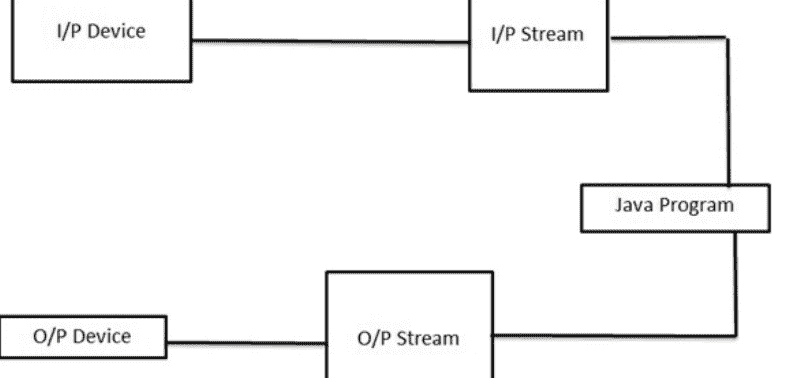 I/P Device
I/P Stream
Java Program
O/P Device
O/P Stream